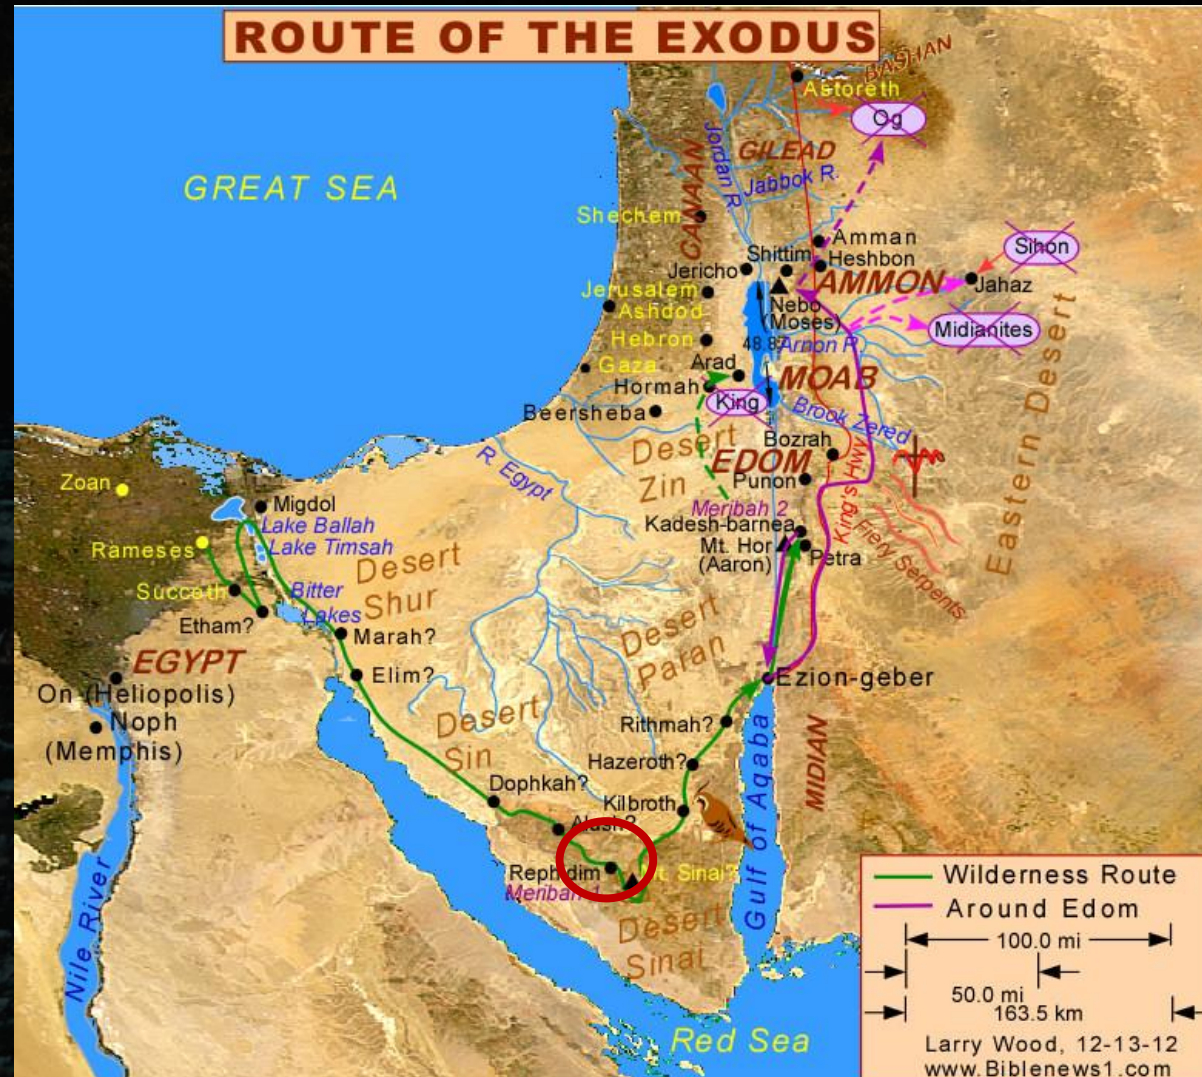 ROUTE OF THE EXODUS
BASHAN
Astoreth
Og
GREAT SEA
Jordan R.
GILEAD
Jabbok R.
CANAAN
Shechem
Amman
Sihon
Shittim
Heshbon
Jericho
AMMON
Jahaz
Jerusalem
Nebo
(Moses)
Ashdod
Midianites
Hebron
48.87
Arnon R.
Gaza
Arad
MOAB
Hormah
King
Beersheba
Brook Zered
Eastern Desert
Desert
Zin
Bozrah
EDOM
Punon
R. Egypt
King's HWY
Zoan
Migdol
Meribah 2
Lake Ballah
Kadesh-barnea
Rameses
Lake Timsah
Mt. Hor
(Aaron)
Petra
Fiery Serpents
Desert
Shur
Succoth
Bitter
Lakes
Etham?
Marah?
Desert
Paran
EGYPT
Elim?
Ezion-geber
On (Heliopolis)
Noph
(Memphis)
Desert
Sin
Rithmah?
MIDIAN
Hazeroth?
Dophkah?
Kilbroth
Alush?
Gulf of Aqaba
Rephidim
Mt. Sinai?
Meribah 1
Desert
Sinai
Nile River
Red Sea
Wilderness Route
Around Edom
100.0 mi
50.0 mi
163.5 km
Larry Wood, 12-13-12
www.Biblenews1.com